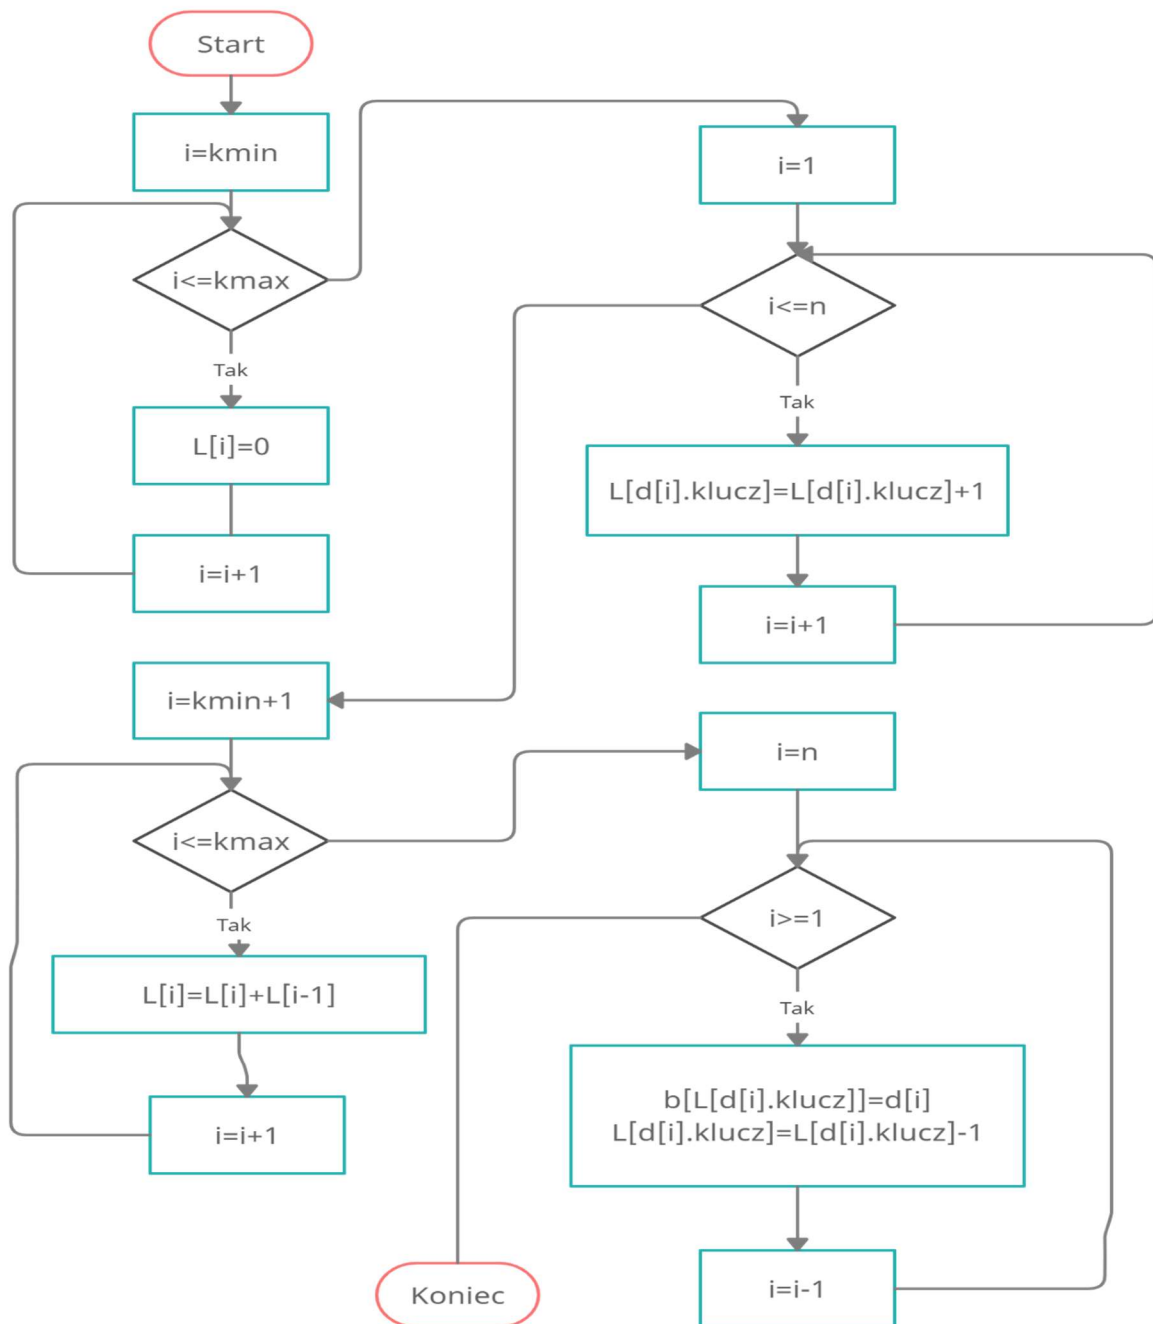 Start
i=kmin
i<=kmax
Tak
L[i]=0
i=i+1
i=1
i<=n
Tak
L[d[i].klucz]=L[d[i].klucz]+1
i=i+1
i=kmin+1
i<=kmax
Tak
L[i]=L[i]+L[i-1]
i=i+1
i=n
i>=1
Tak
b[L[d[i].klucz]]=d[i]
L[d[i].klucz]=L[d[i].klucz]-1
i=i-1
Koniec